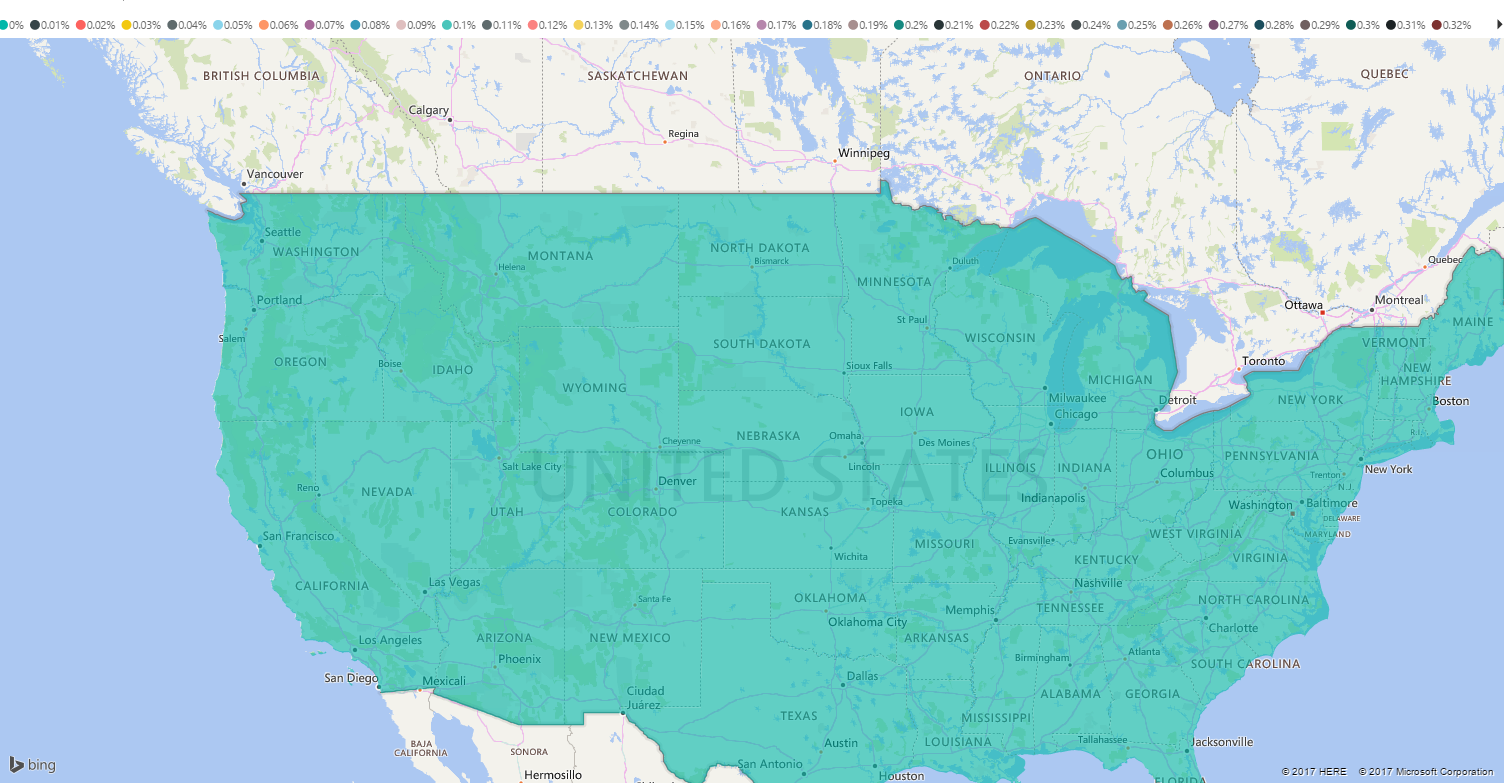 0% 0.01% 0.02% 0.03% 0.04% 0.05% 0.06% 0.07% 0.08% 0.09% 0.1% 0.11% 0.12% 0.13% 0.14% 0.15% 0.16% 0.17% 0.18% 0.19% 0.2% 0.21% 0.22% 0.23% 0.24% 0.25% 0.26% 0.27% 0.28% 0.29% 0.3% 0.31% 0.32%
BRITISH COLUMBIA
SASKATCHEWAN
ONTARIO
QUEBEC
Calgary
Regina
Winnipeg
Vancouver
Seattle
WASHINGTON
MONTANA
NORTH DAKOTA
Bismarck
Helena
Duluth
Quebec
MINNESOTA
Portland
Ottawa
Montreal
St Paul
MAINE
Salem
SOUTH DAKOTA
WISCONSIN
VERMONT
OREGON
Boise
IDAHO
Sioux Falls
Toronto
NEW
HAMPSHIRE
WYOMING
MICHIGAN
Milwaukee
Detroit
NEW YORK
Boston
Chicago
IOWA
Cheyenne
NEBRASKA
Omaha
Des Moines
R.I.
UNITED STATES
Salt Lake City
Lincoln
ILLINOIS
INDIANA
OHIO
Columbus
PENNSYLVANIA
New York
Trenton
N.J.
Reno
NEVADA
Denver
Topeka
Indianapolis
Washington
Baltimore
UTAH
COLORADO
KANSAS
DELAWARE
MARYLAND
San Francisco
Wichita
MISSOURI
Evansville
WEST VIRGINIA
KENTUCKY
VIRGINIA
CALIFORNIA
Las Vegas
Nashville
Santa Fe
OKLAHOMA
Memphis
TENNESSEE
NORTH CAROLINA
Oklahoma City
Charlotte
Los Angeles
ARIZONA
NEW MEXICO
ARKANSAS
Phoenix
Birmingham
Atlanta
SOUTH CAROLINA
San Diego
Mexicali
Dallas
Ciudad
Juárez
ALABAMA
GEORGIA
TEXAS
MISSISSIPPI
BAJA
CALIFORNIA
SONORA
Austin
LOUISIANA
Tallahassee
Jacksonville
bing
Hermosillo
San Antonio
Houston
FLORIDA
© 2017 HERE © 2017 Microsoft Corporation